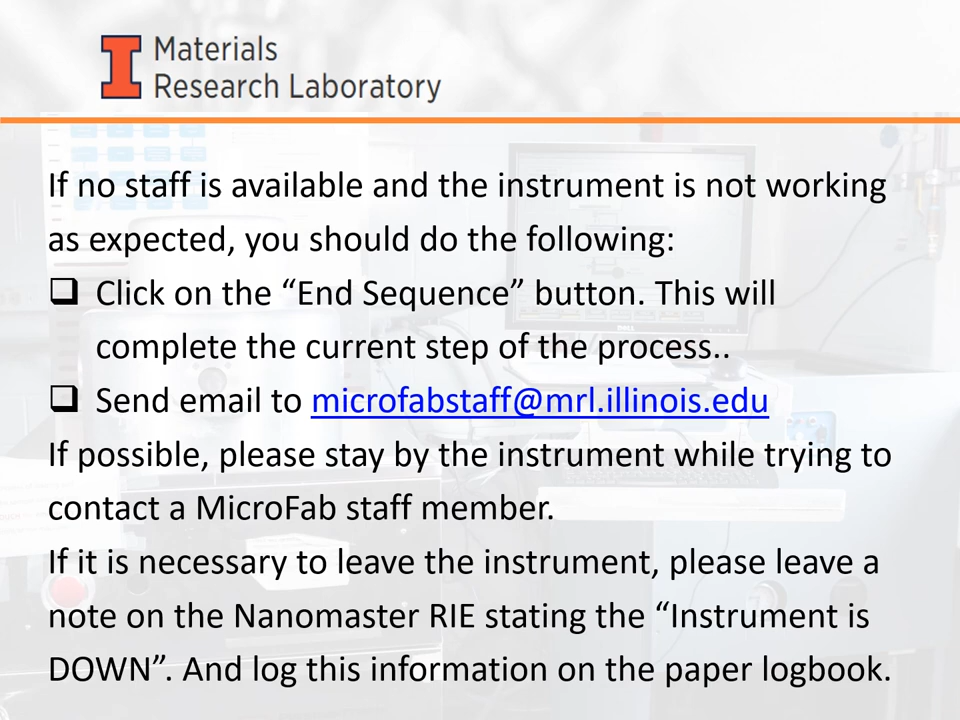 Materials
Research Laboratory
If no staff is available and the instrument is not working
as expected, you should do the following:
❑ Click on the “End Sequence” button. This will
complete the current step of the process..
❑ Send email to microfabstaff@mrl.illinois.edu
If possible, please stay by the instrument while trying to
contact a MicroFab staff member.
If it is necessary to leave the instrument, please leave a
note on the Nanomaster RIE stating the “Instrument is
DOWN”. And log this information on the paper logbook.